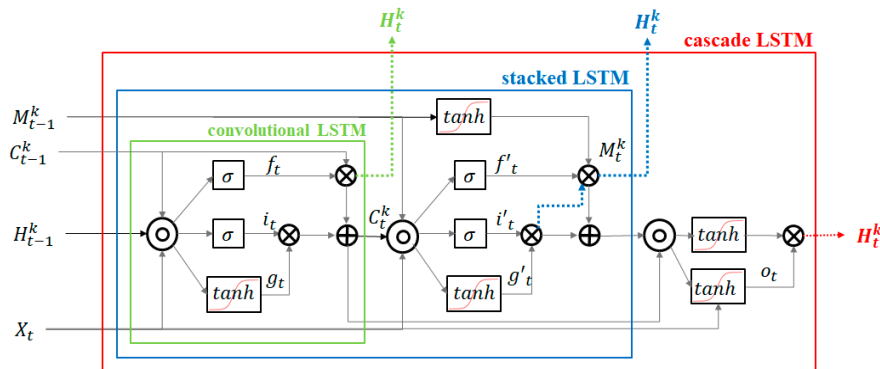 H_t^k H_t^k
cascade LSTM
stacked LSTM
M_{t-1}^k tanh
convolutional LSTM M_t^k
C_{t-1}^k
σ f_t σ f'_t
H_{t-1}^k σ i_t C_t^k σ i'_t tanh H_t^k
tanh g_t tanh g'_t tanh o_t
X_t